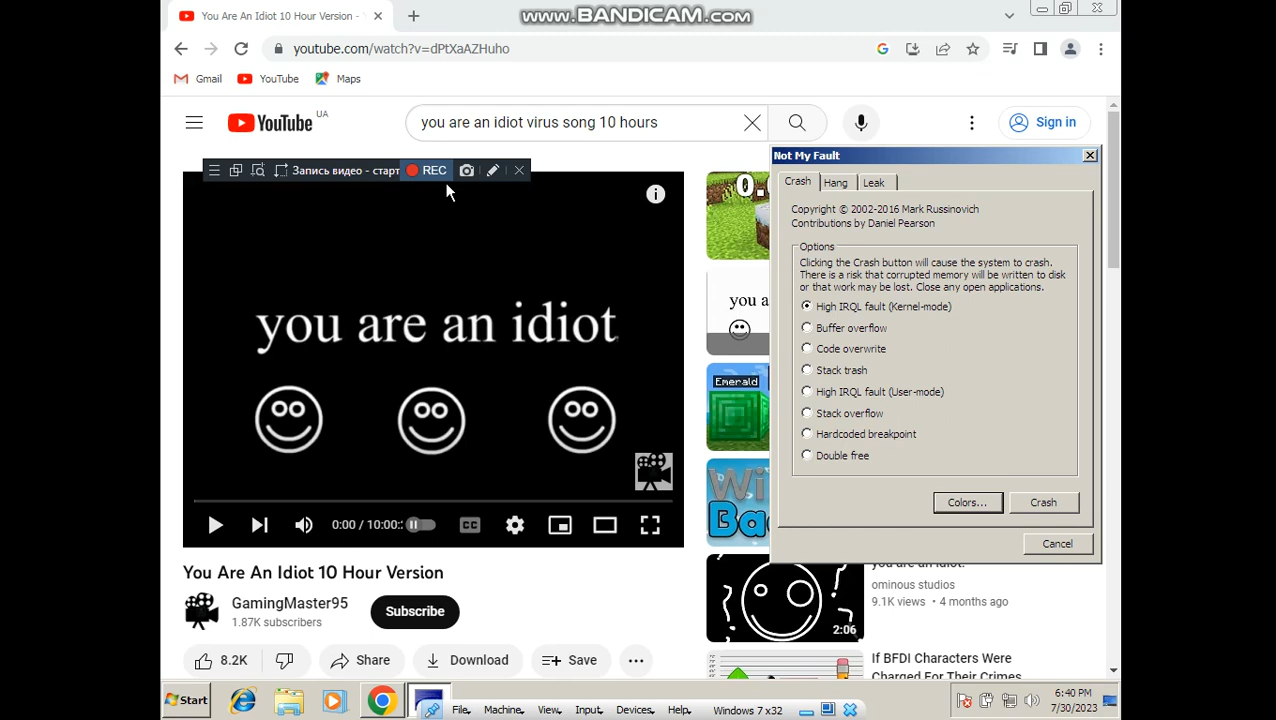 You Are An Idiot 10 Hour Version -
www.BANDICAM.com
youtube.com/watch?v=dPtXaAZHuho
Gmail
YouTube
Maps
YouTube
UA
you are an idiot virus song 10 hours
Sign in
Not My Fault
Запись видео - старт
REC
Crash
Hang
Leak
Copyright © 2002-2016 Mark Russinovich
Contributions by Daniel Pearson
Options
Clicking the Crash button will cause the system to crash.
There is a risk that corrupted memory will be written to disk
or that work may be lost. Close any open applications.
High IRQL fault (Kernel-mode)
Buffer overflow
Code overwrite
Stack trash
High IRQL fault (User-mode)
Stack overflow
Hardcoded breakpoint
Double free
Colors...
Crash
Cancel
you are an idiot
you a
Emerald
0:00 / 10:00:
CC
You Are An Idiot 10 Hour Version
GamingMaster95
1.87K subscribers
Subscribe
8.2K
Share
Download
Save
you are an idiot.
ominous studios
9.1K views • 4 months ago
2:06
If BFDI Characters Were
Charged For Their Crimes
Start
File
Machine
View
Input
Devices
Help
Windows 7 x32
6:40 PM
7/30/2023